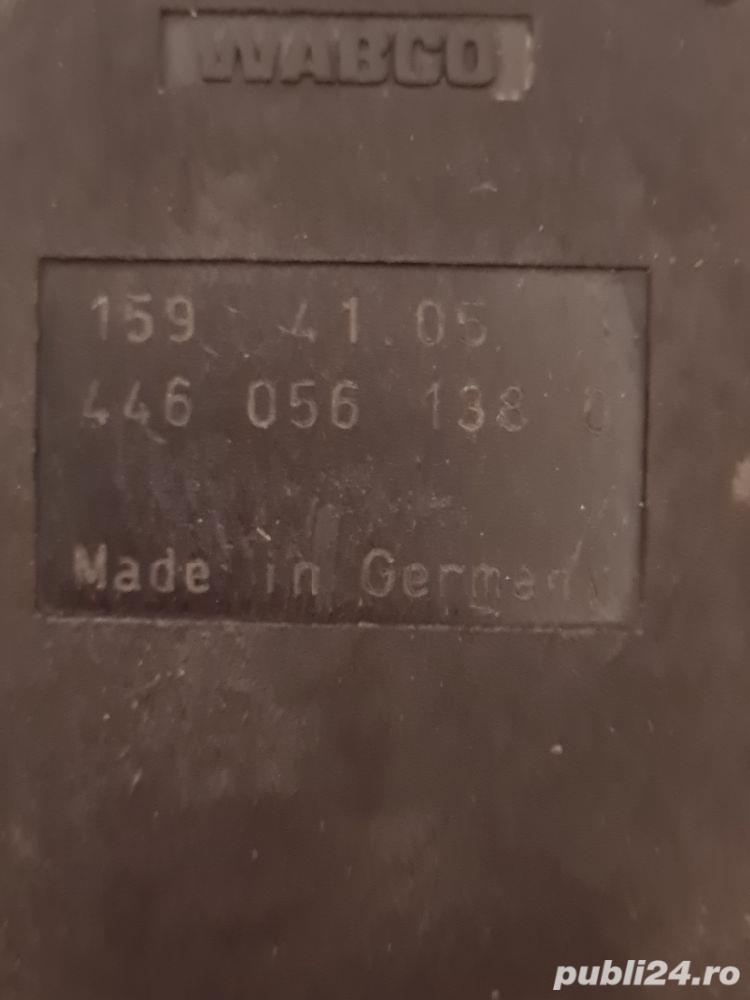 WABCO
159 41.05
446 056 138 0
Made in Germany
publi24.ro